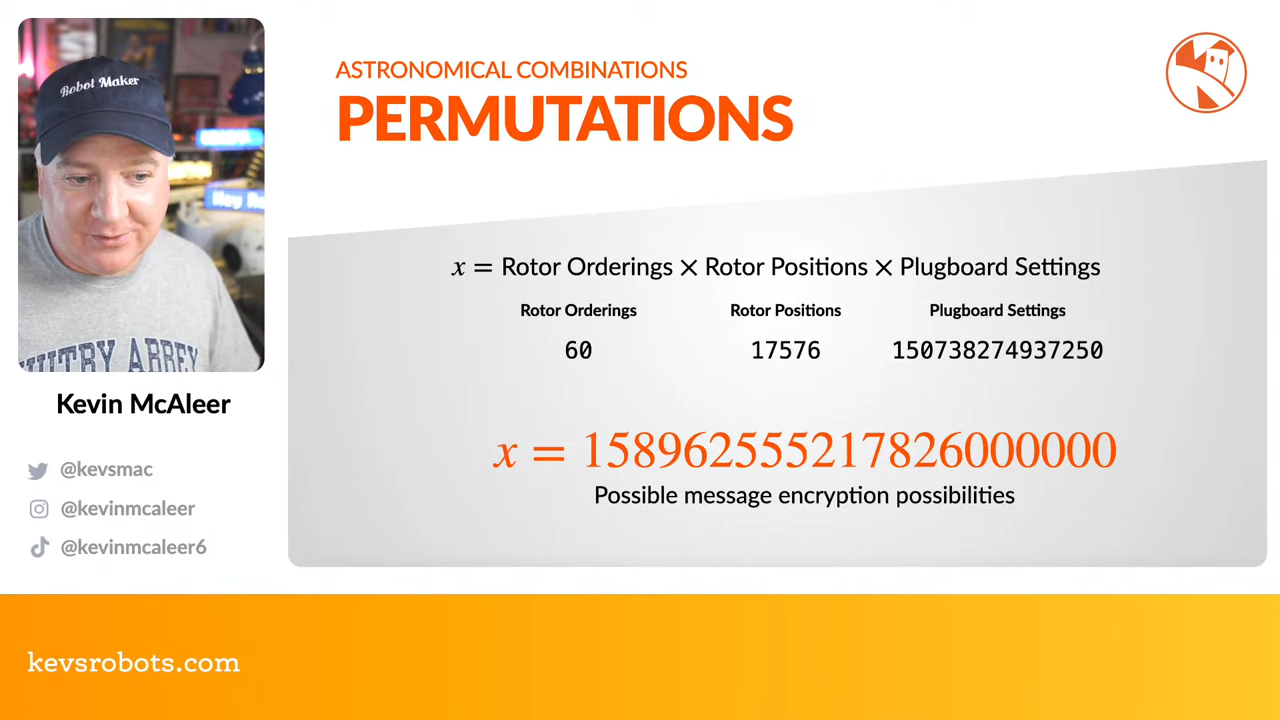 Robot Maker
Kevin McAleer
@kevsmac
@kevinmcaleer
@kevinmcaleer6
ASTRONOMICAL COMBINATIONS
PERMUTATIONS
x = Rotor Orderings × Rotor Positions × Plugboard Settings
Rotor Orderings Rotor Positions Plugboard Settings
60 17576 150738274937250
x = 158962555217826000000
Possible message encryption possibilities
kevsrobots.com